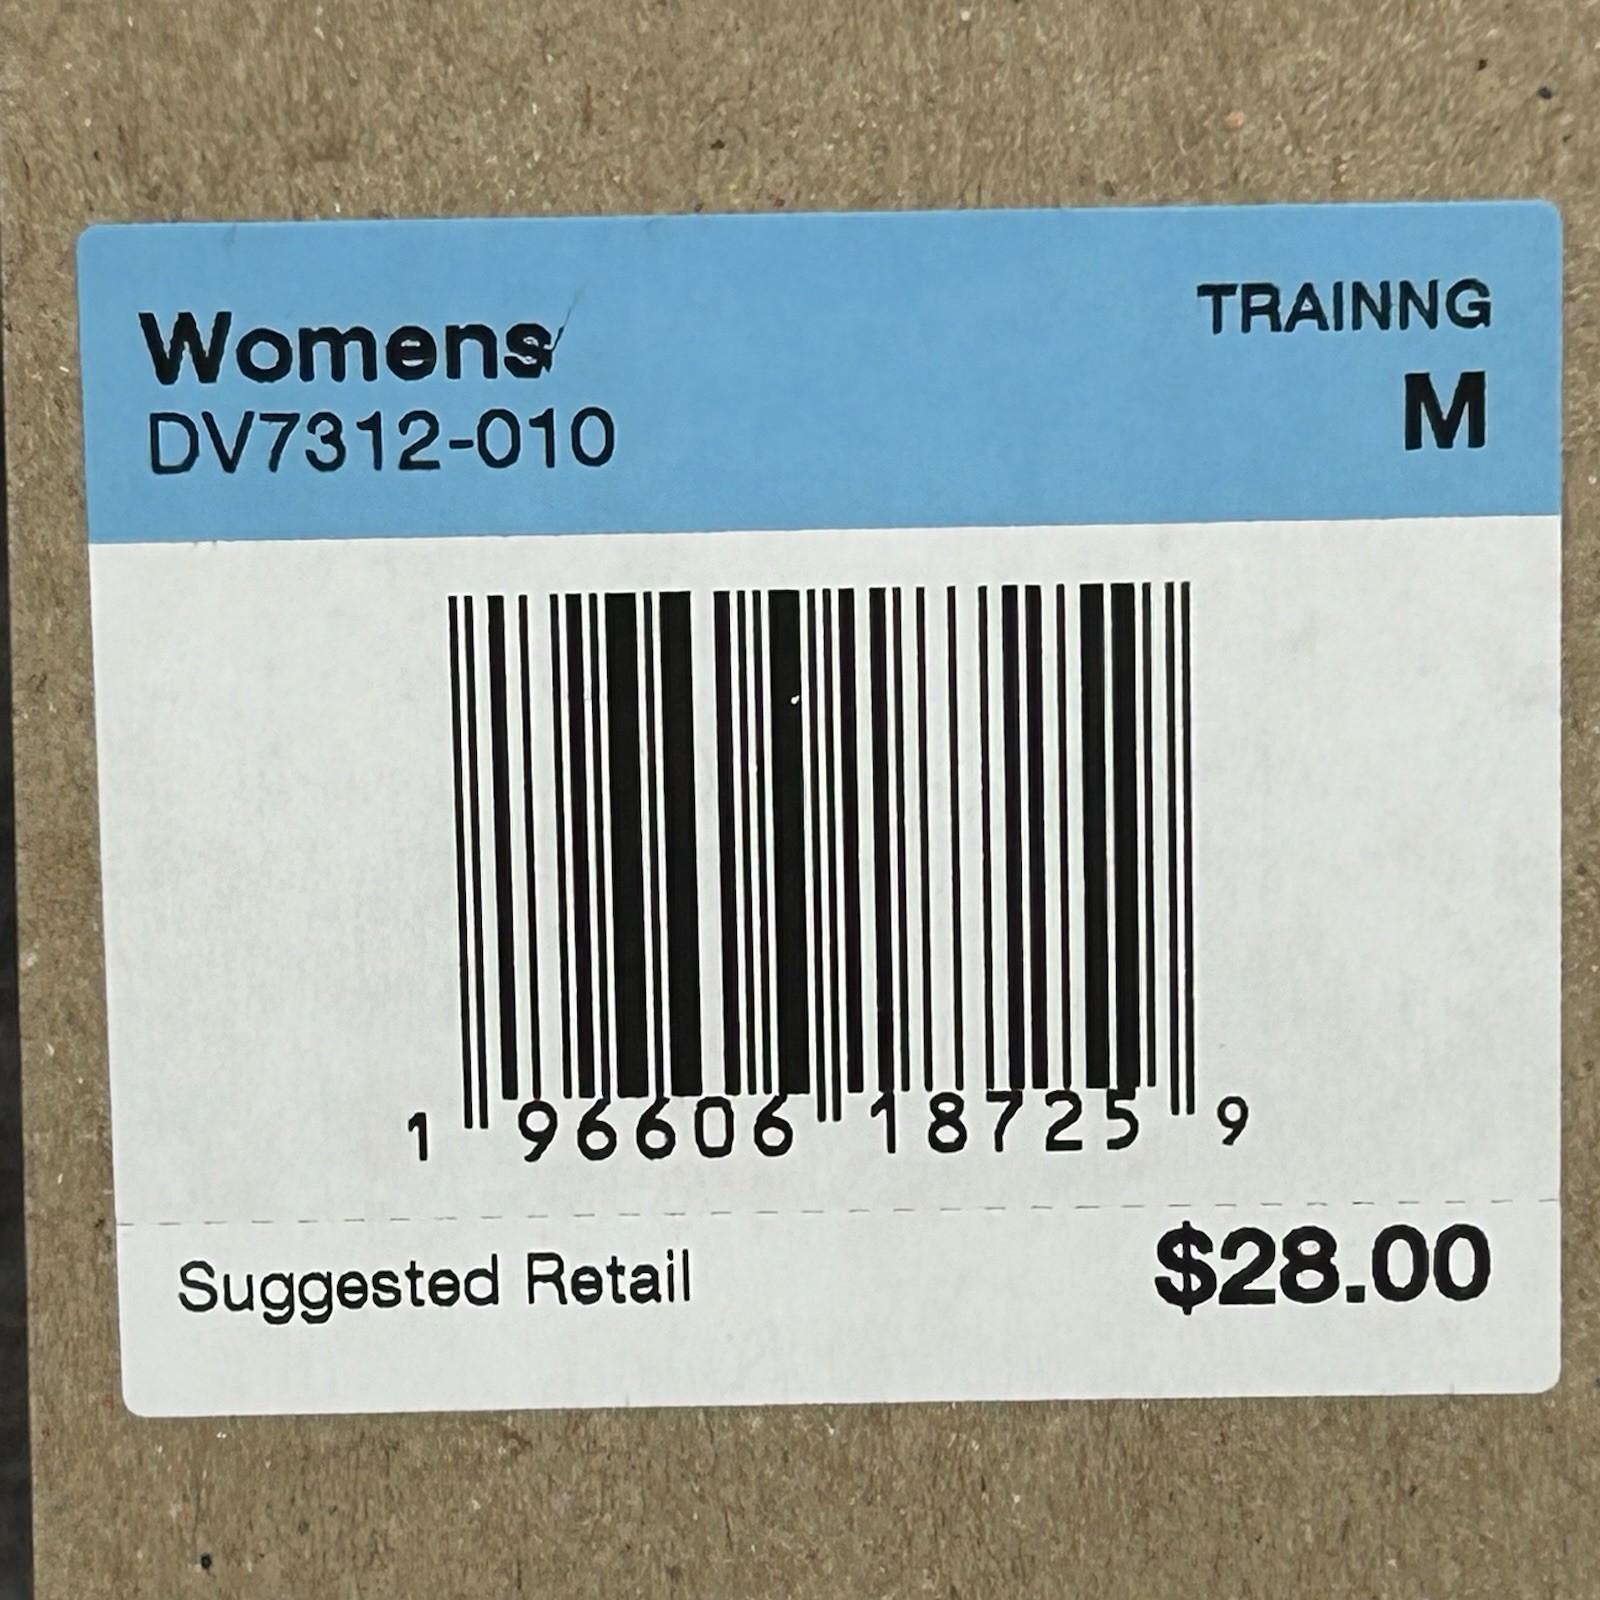 Womens
DV7312-010
TRAINNG
M
1 96606 18725 9
Suggested Retail
$28.00